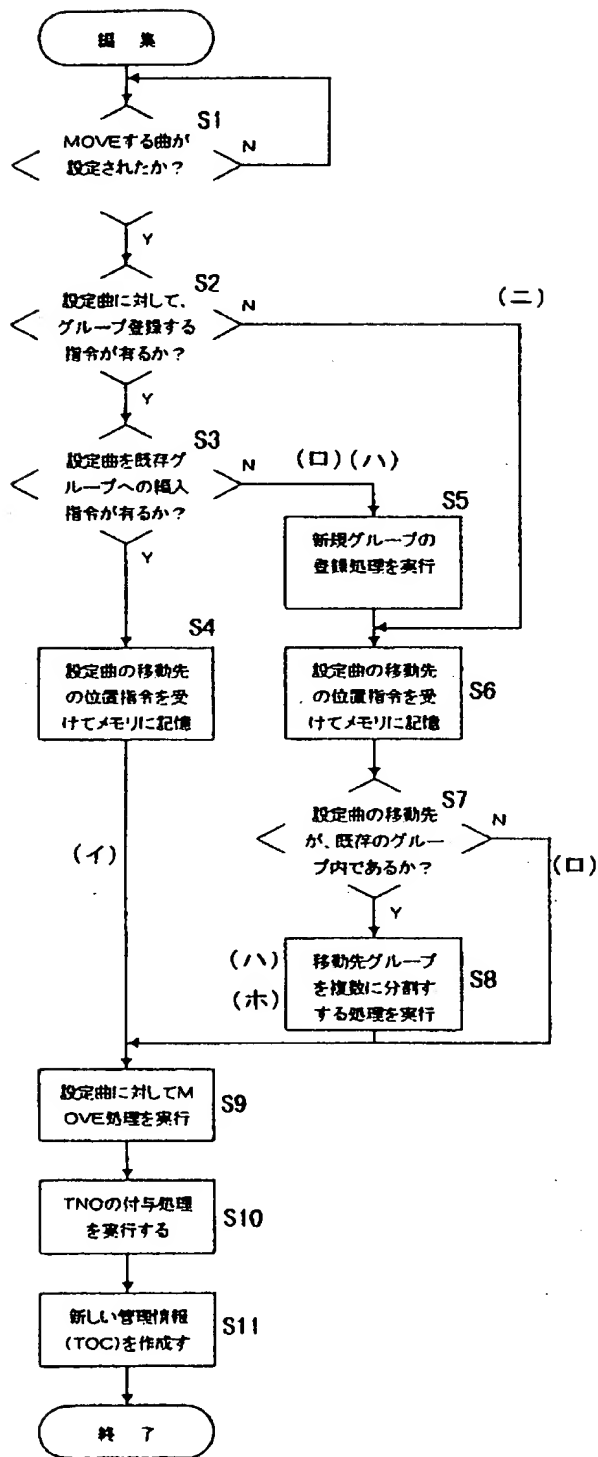 編 集
S1
MOVEする曲が
設定されたか？
N
Y
S2
設定曲に対して、
グループ登録する
指令が有るか？
N
(ニ)
Y
S3
設定曲を既存グ
ループへの編入
指令が有るか？
N
(ロ)(ハ)
Y
S5
新規グループの
登録処理を実行
S4
設定曲の移動先
の位置指令を受
けてメモリに記憶
設定曲の移動先
の位置指令を受
けてメモリに記憶
S6
S7
設定曲の移動先
が、既存のグルー
プ内であるか？
N
(イ)
(ロ)
Y
(ハ)
(ホ)
移動先グループ
を複数に分割す
する処理を実行
S8
設定曲に対してM
OVE処理を実行
S9
TNOの付与処理
を実行する
S10
新しい管理情報
(TOC)を作成す
S11
終 了